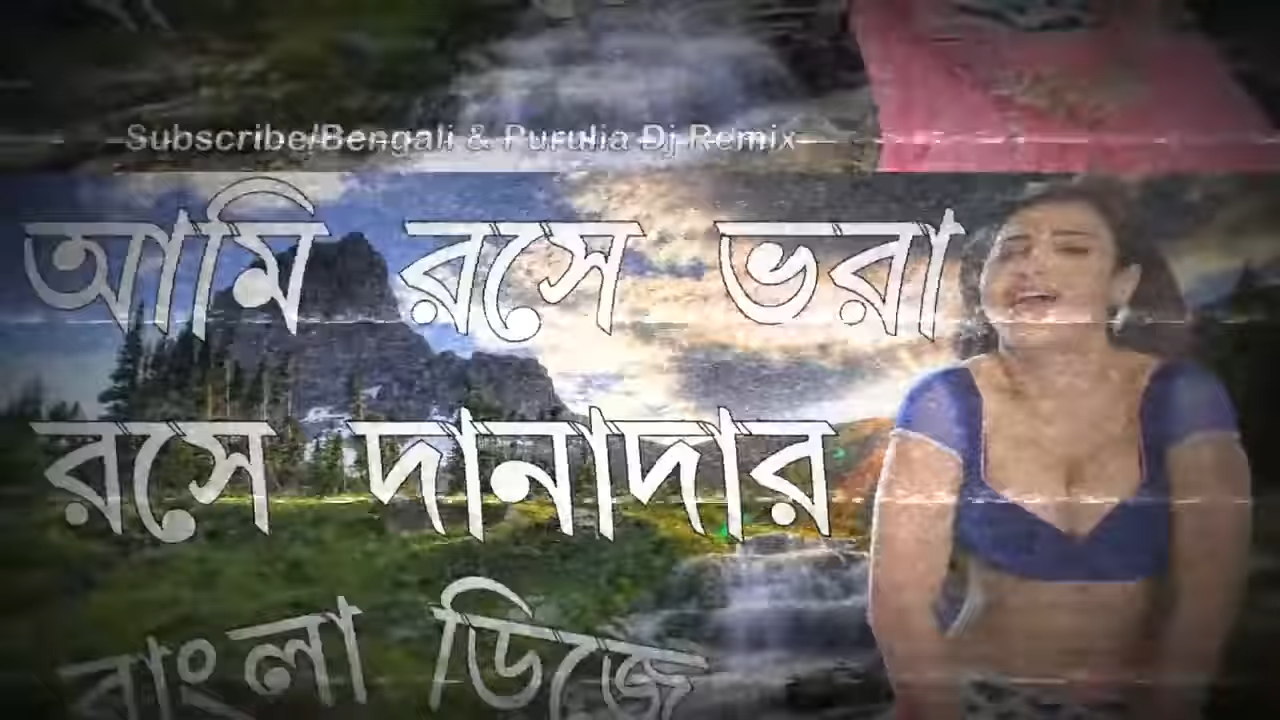 Subscribe/Bengali & Purulia Dj Remix
আমি রসে ভরা
রসে দানাদার
বাংলা ডিজে